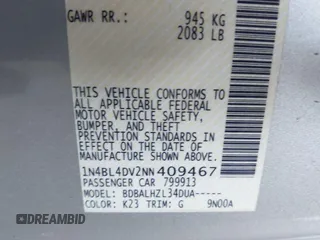 GAWR RR.: 945 KG
2083 LB
THIS VEHICLE CONFORMS TO
ALL APPLICABLE FEDERAL
MOTOR VEHICLE SAFETY,
BUMPER, AND THEFT
PREVENTION STANDARDS IN
EFFECT ON THE DATE OF
MANUFACTURE SHOWN ABOVE.
1N4BL4DV2NN409467
PASSENGER CAR 799913
MODEL: BDBALHZL34DUA-----
COLOR: K23 TRIM: G 9N00A